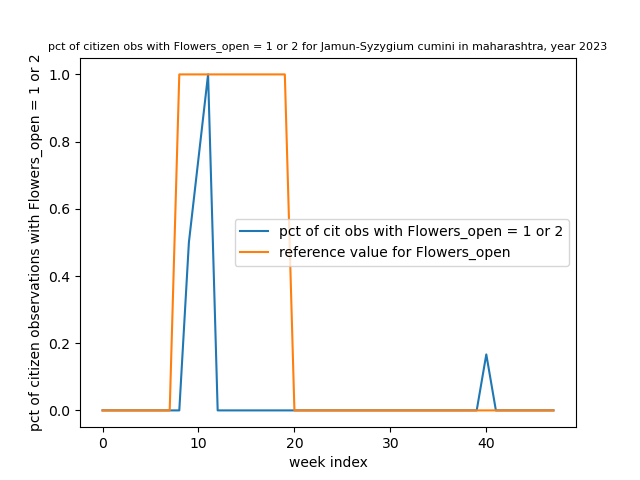 pct of citizen obs with Flowers_open = 1 or 2 for Jamun-Syzygium cumini in maharashtra, year 2023
pct of citizen observations with Flowers_open = 1 or 2
1.0
0.8
0.6
0.4
0.2
0.0
pct of cit obs with Flowers_open = 1 or 2
reference value for Flowers_open
0 10 20 30 40
week index